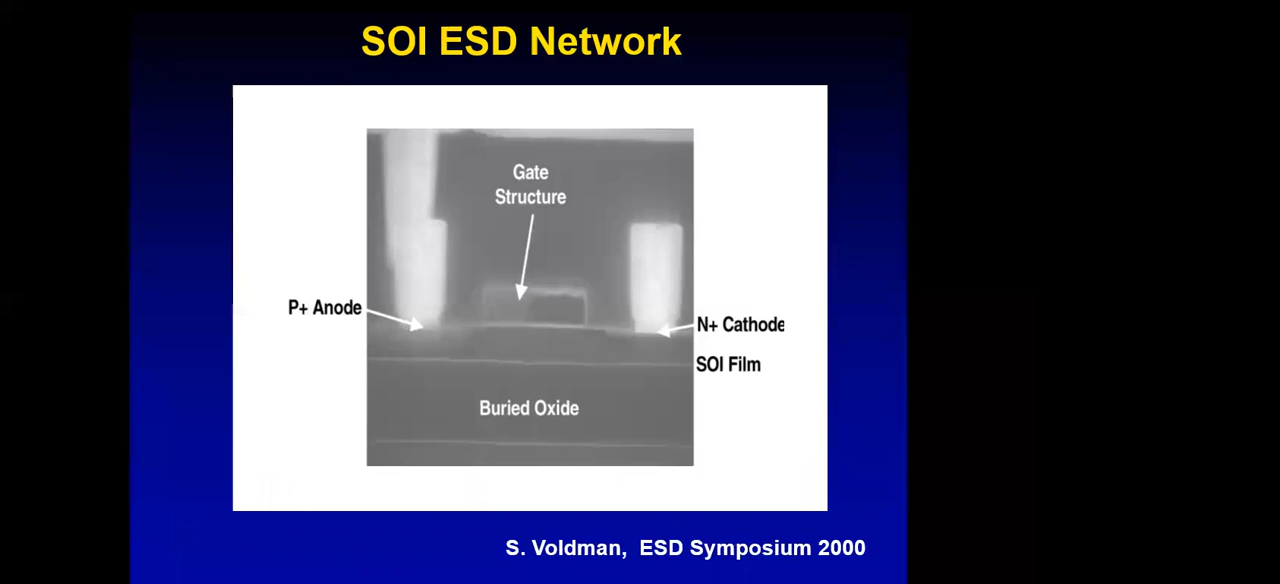 SOI ESD Network
Gate
Structure
P+ Anode
N+ Cathode
SOI Film
Buried Oxide
S. Voldman,  ESD Symposium 2000